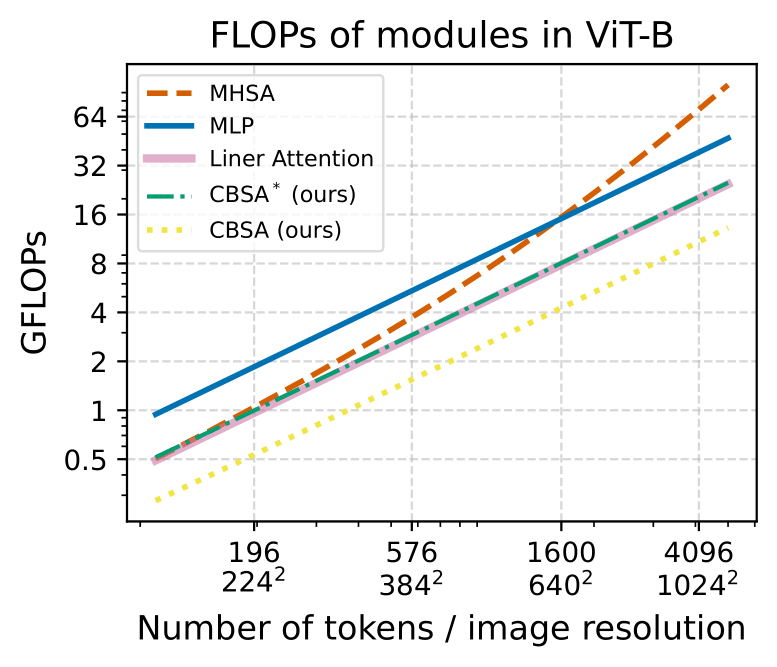 FLOPs of modules in ViT-B
MHSA
MLP
Liner Attention
CBSA* (ours)
CBSA (ours)
GFLOPs
64
32
16
8
4
2
1
0.5
196 576 1600 4096
224² 384² 640² 1024²
Number of tokens / image resolution